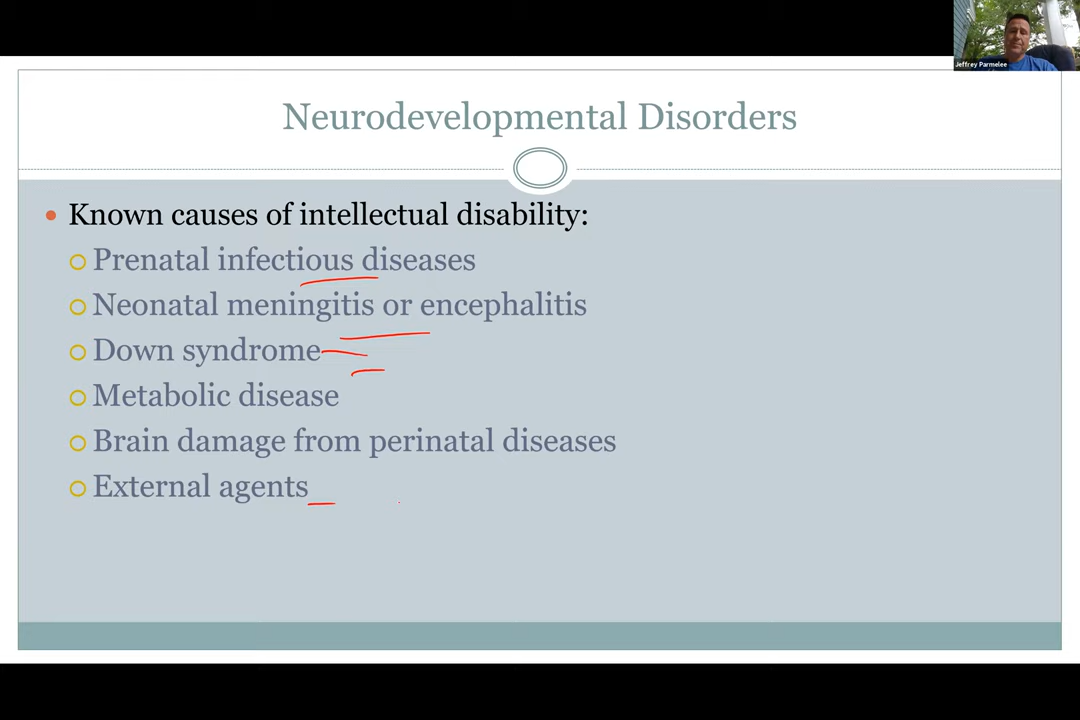 Jeffrey Parmelee
Neurodevelopmental Disorders
Known causes of intellectual disability:
Prenatal infectious diseases
Neonatal meningitis or encephalitis
Down syndrome
Metabolic disease
Brain damage from perinatal diseases
External agents